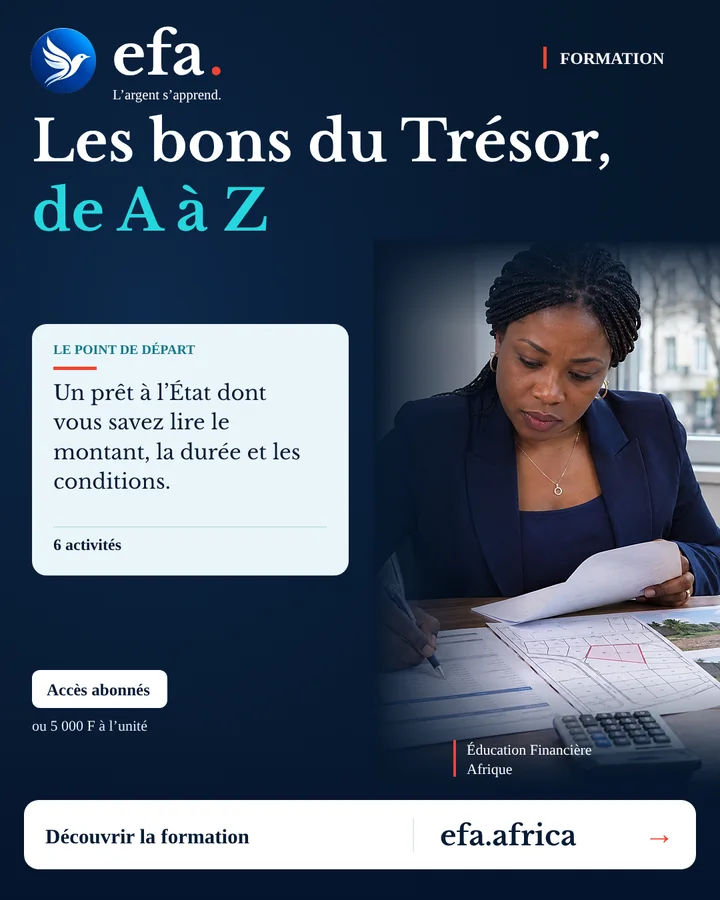 efa.
L’argent s’apprend.
FORMATION
Les bons du Trésor,
de A à Z
LE POINT DE DÉPART
Un prêt à l’État dont
vous savez lire le
montant, la durée et les
conditions.
6 activités
Accès abonnés
ou 5 000 F à l’unité
Éducation Financière
Afrique
Découvrir la formation
efa.africa →